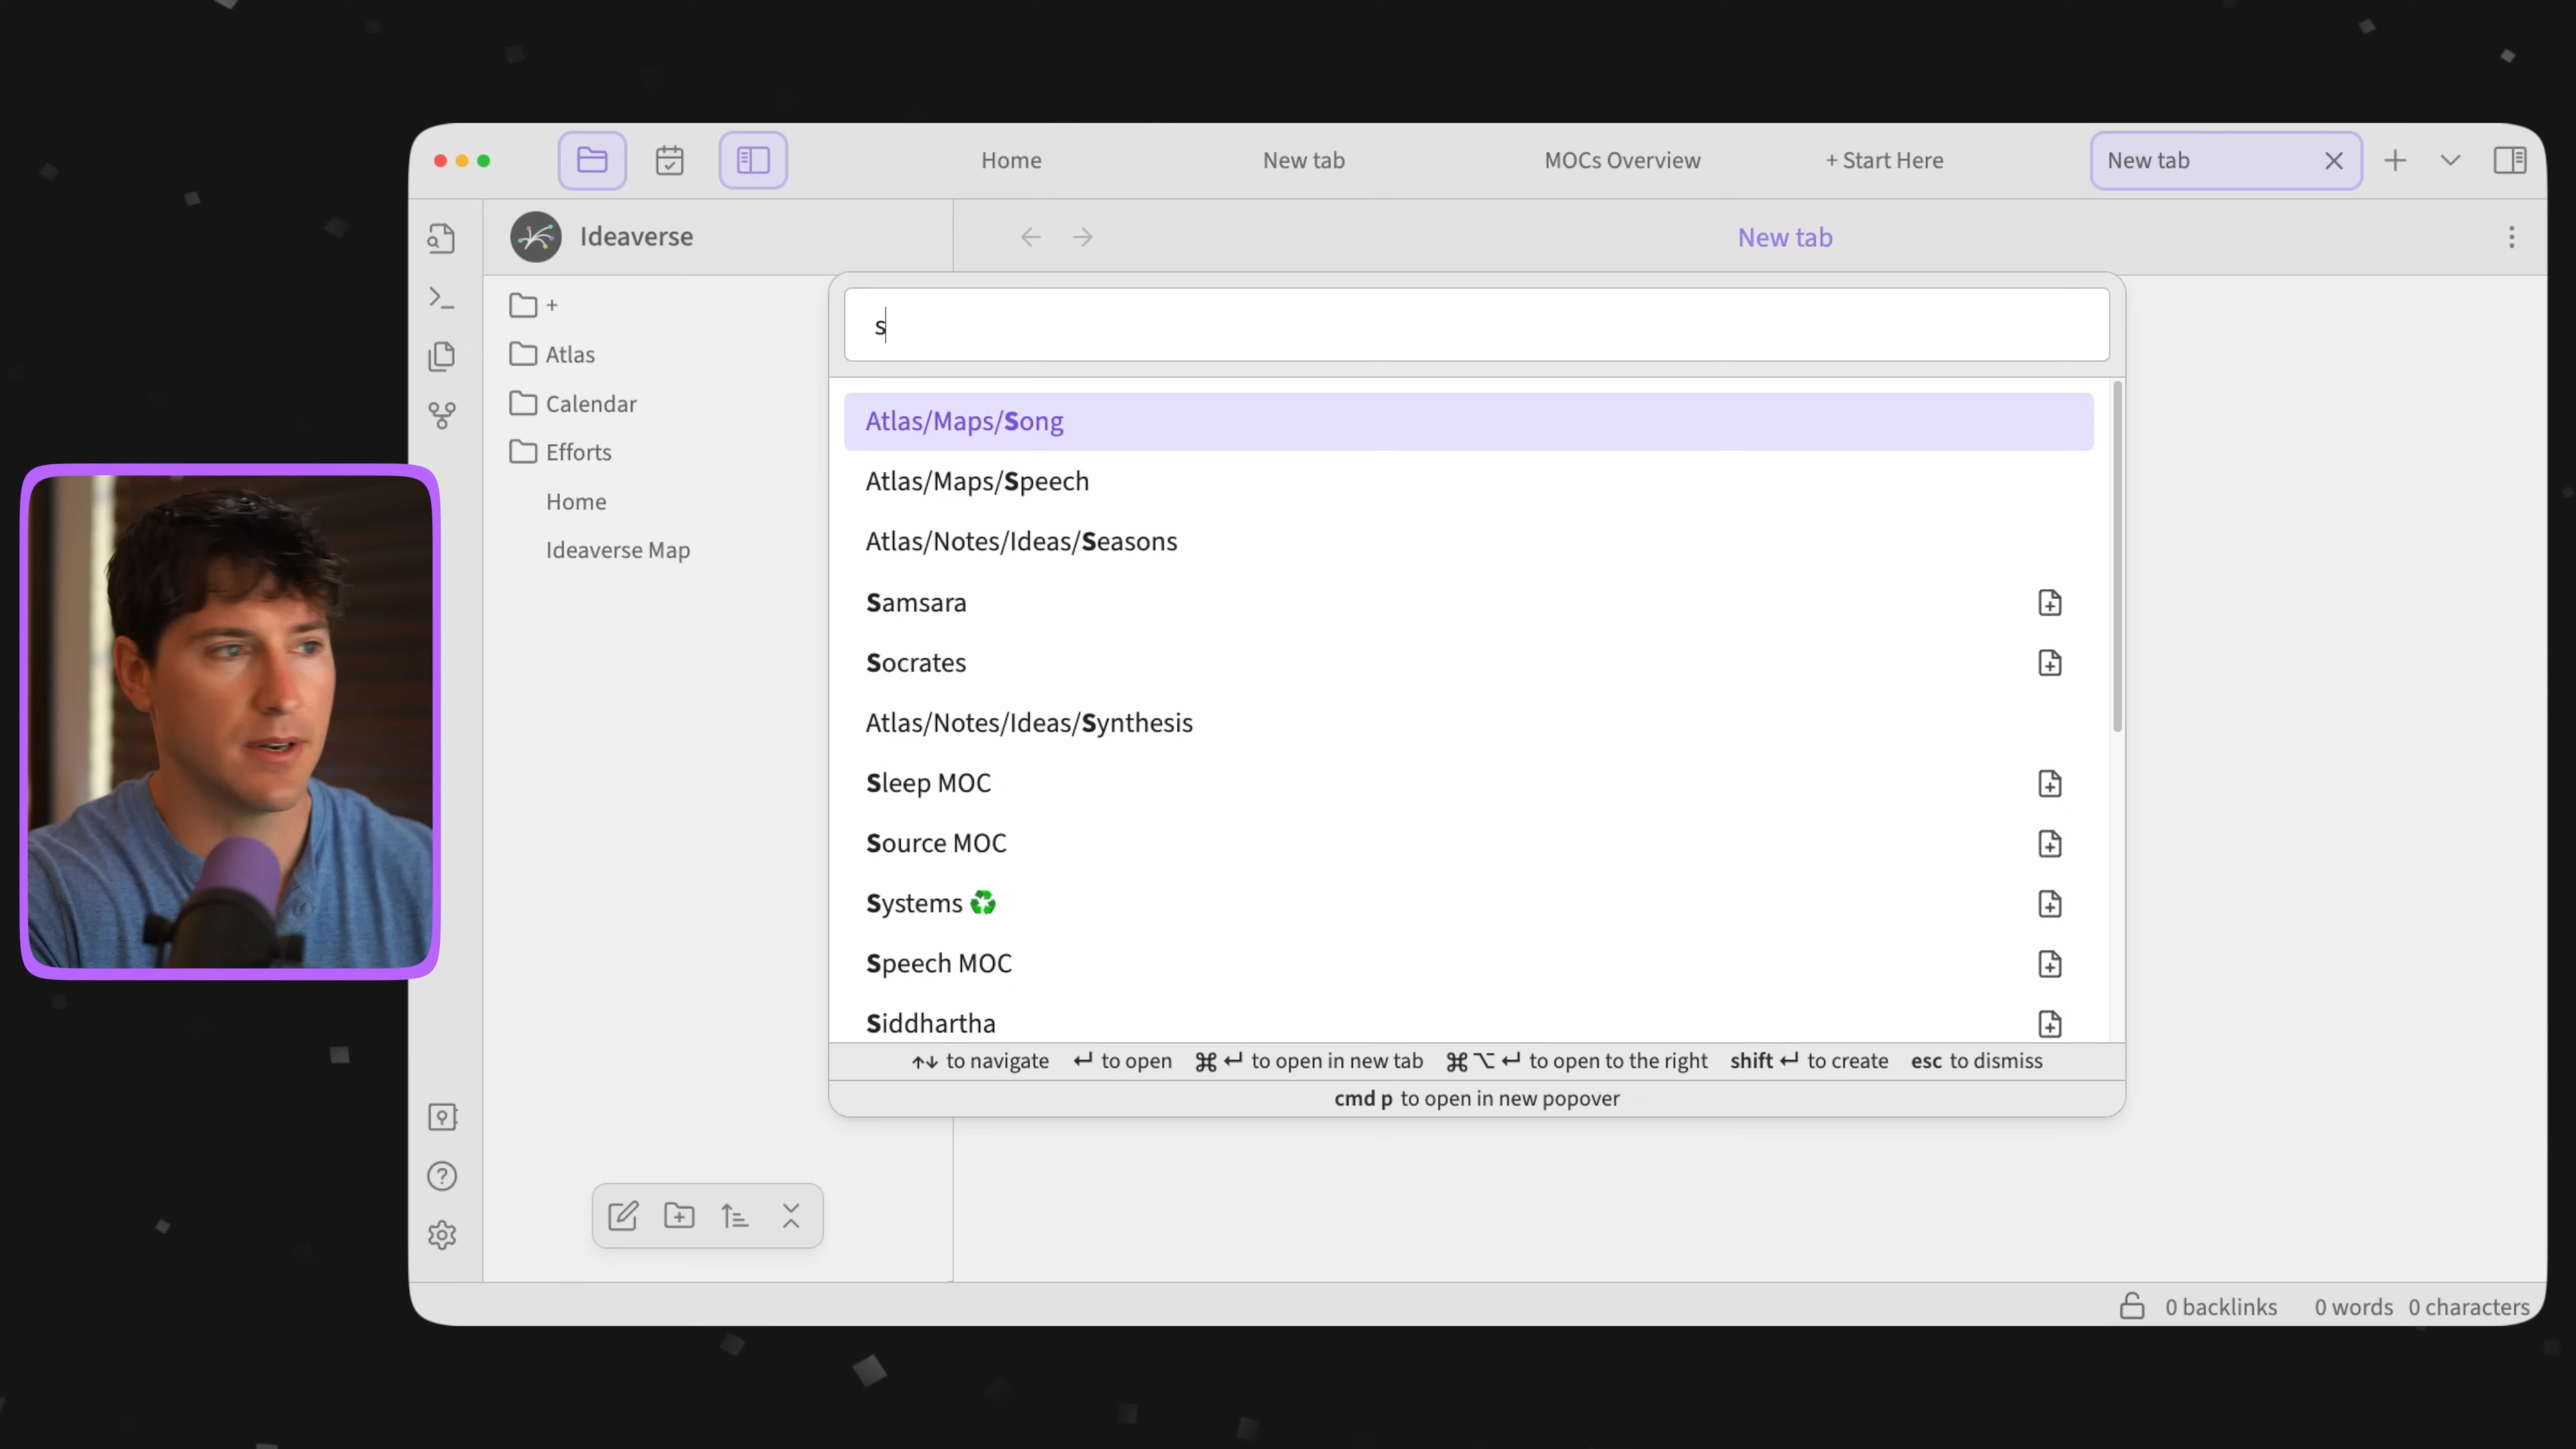 Home
New tab
MOCs Overview
+ Start Here
New tab
Ideaverse
New tab
+
Atlas
Calendar
Efforts
Home
Ideaverse Map
s
Atlas/Maps/Song
Atlas/Maps/Speech
Atlas/Notes/Ideas/Seasons
Samsara
Socrates
Atlas/Notes/Ideas/Synthesis
Sleep MOC
Source MOC
Systems ♻️
Speech MOC
Siddhartha
↑↓ to navigate ↵ to open ⌘ ↵ to open in new tab ⌘ ⌥ ↵ to open to the right shift ↵ to create esc to dismiss
cmd p to open in new popover
0 backlinks 0 words 0 characters